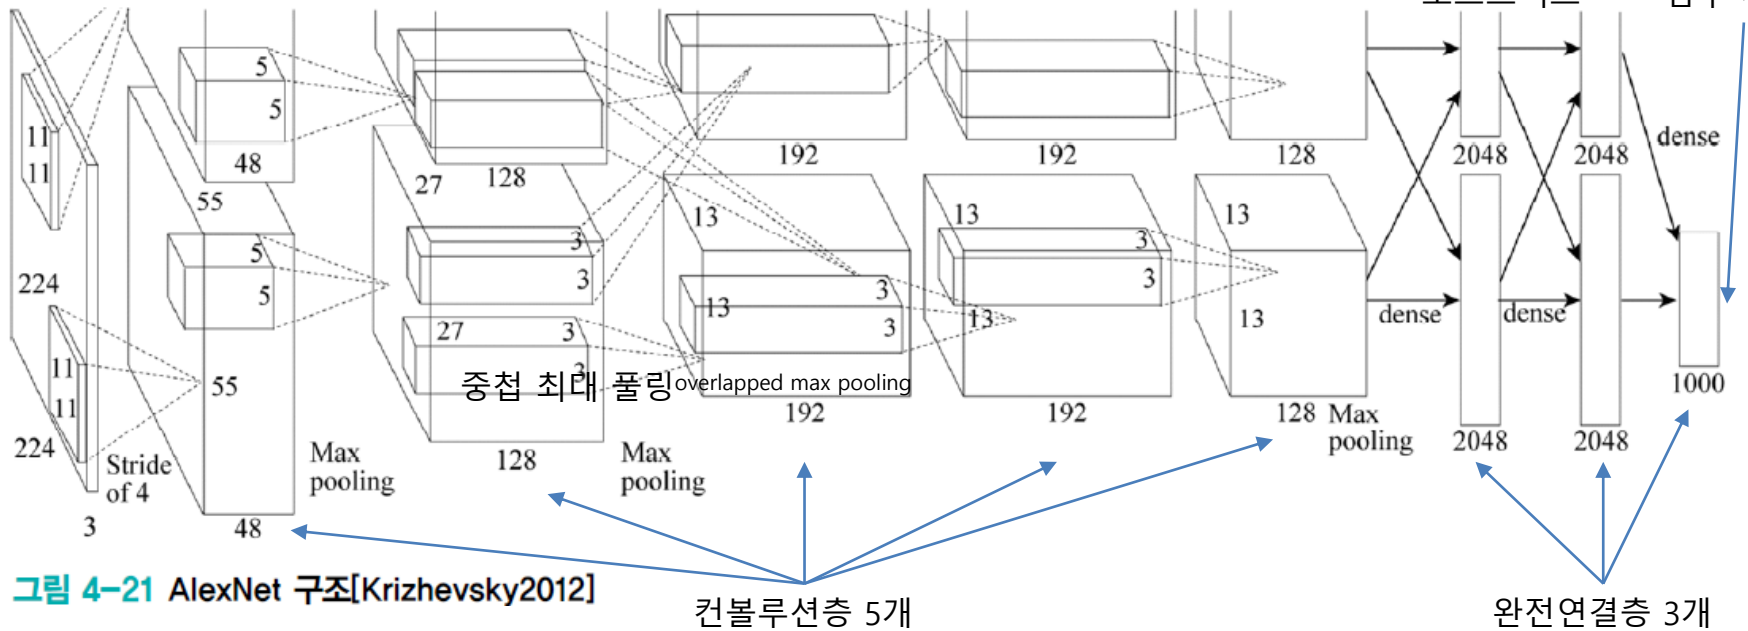 5
5
11
11
48
55
27
128
192
192
128
2048
2048
dense
224
5
5
3
3
13
13
13
3
3
13
13
3
3
13
dense
dense
11
11
55
27
3
3
중첩 최대 풀링overlapped max pooling
192
192
128
Max
pooling
2048
2048
1000
224
Stride
of 4
Max
pooling
128
Max
pooling
3
48
그림 4-21 AlexNet 구조[Krizhevsky2012]
컨볼루션층 5개
완전연결층 3개